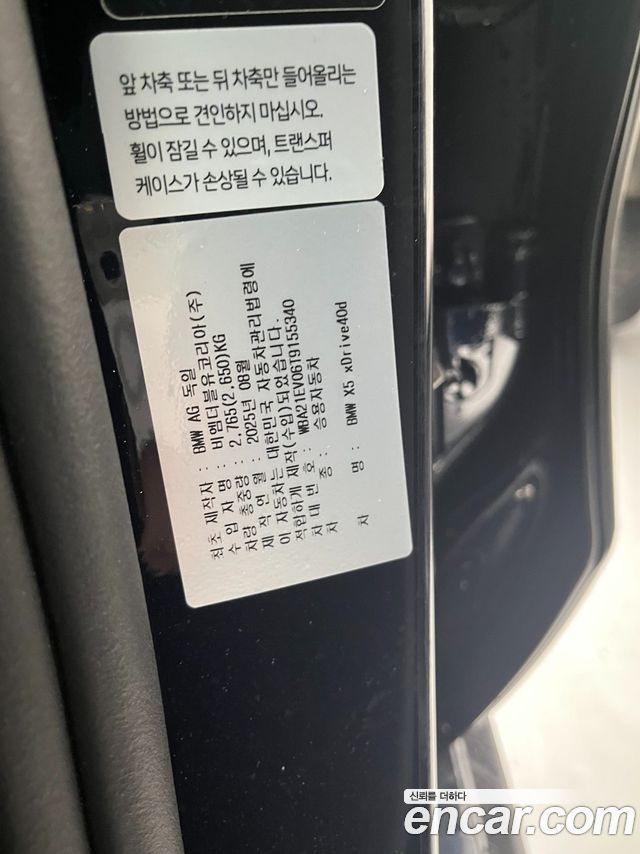 앞 차축 또는 뒤 차축만 들어올리는
방법으로 견인하지 마십시오.
휠이 잠길 수 있으며, 트랜스퍼
케이스가 손상될 수 있습니다.
최초 제작사 : BMW AG 독일
수 입 자 명 : 비엠더블유코리아(주)
차량 총중량 : 2,765(2,650)KG
제 작 연 월 : 2025년 08월
이 자동차는 대한민국 자동차관리법령에
적합하게 제작(수입)되었습니다.
차 대 번 호 : WBA21EV06T9155340
차 종 : 승용자동차
차 명 : BMW X5 xDrive40d
신뢰를 더하다
encar.com